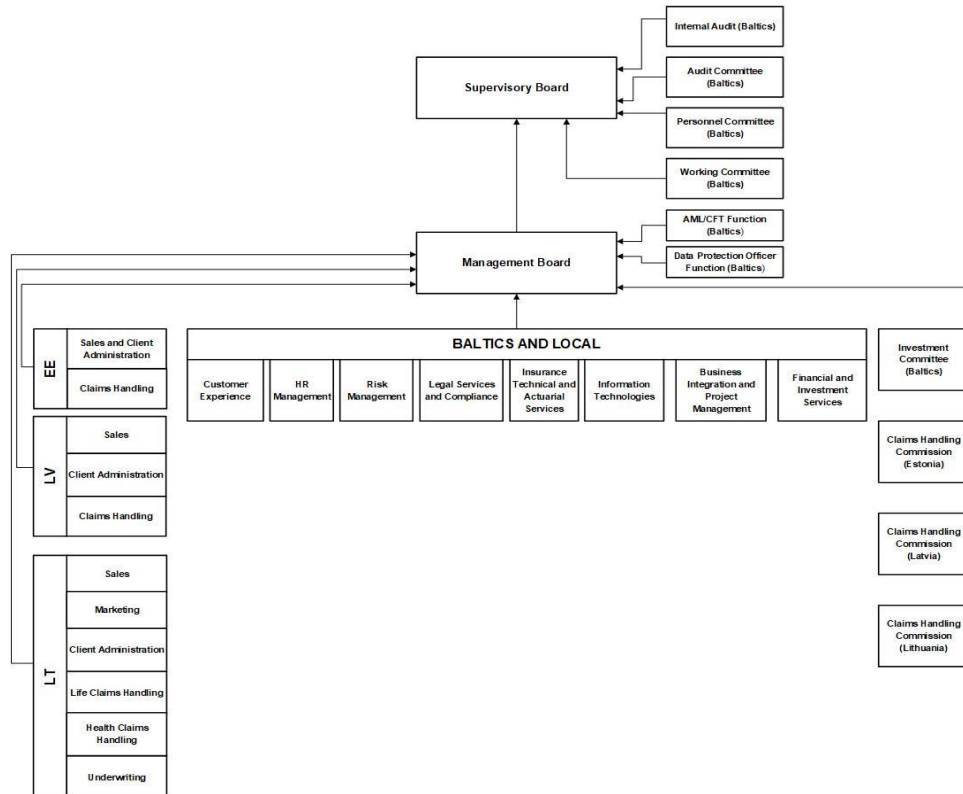 Internal Audit (Baltics)
Supervisory Board
Audit Committee
(Baltics)
Personnel Committee
(Baltics)
Working Committee
(Baltics)
AML/CFT Function
(Baltics)
Management Board
Data Protection Officer
Function (Baltics)
EE
Sales and Client
Administration
Claims Handling
LV
Sales
Client Administration
Claims Handling
LT
Sales
Marketing
Client Administration
Life Claims Handling
Health Claims
Handling
Underwriting
BALTICS AND LOCAL
Customer
Experience
HR
Management
Risk
Management
Legal Services
and Compliance
Insurance
Technical and
Actuarial
Services
Information
Technologies
Business
Integration and
Project
Management
Financial and
Investment
Services
Investment
Committee
(Baltics)
Claims Handling
Commission
(Estonia)
Claims Handling
Commission
(Latvia)
Claims Handling
Commission
(Lithuania)